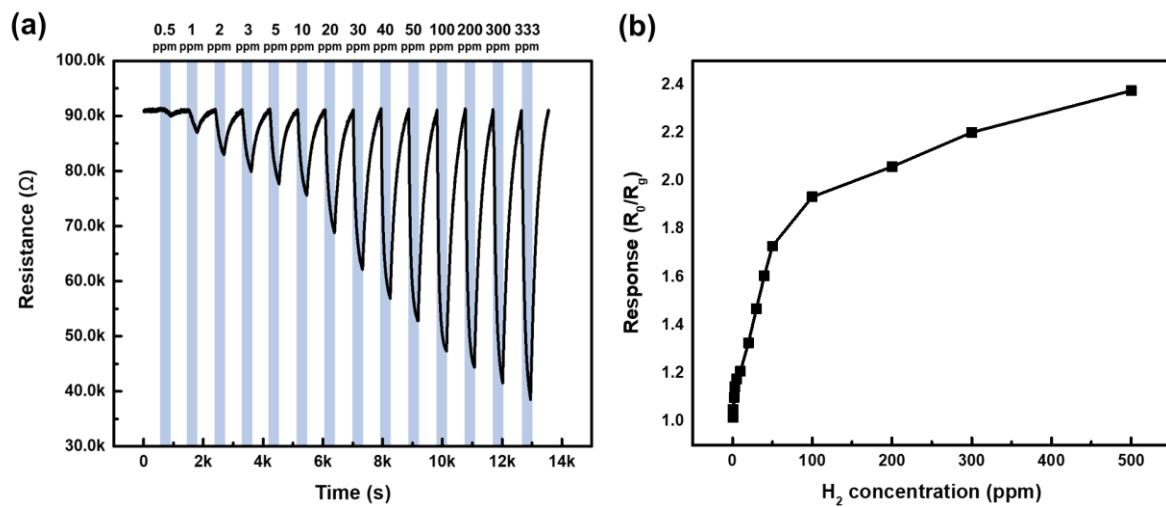 (a)
0.5 1 2 3 5 10 20 30 40 50 100 200 300 333
ppm ppm ppm ppm ppm ppm ppm ppm ppm ppm ppm ppm ppm ppm
100.0k
90.0k
80.0k
70.0k
60.0k
50.0k
40.0k
30.0k
Resistance (Ω)
0 2k 4k 6k 8k 10k 12k 14k
Time (s)
(b)
2.4
2.2
2.0
1.8
1.6
1.4
1.2
1.0
Response (R₀/Rg)
0 100 200 300 400 500
H₂ concentration (ppm)